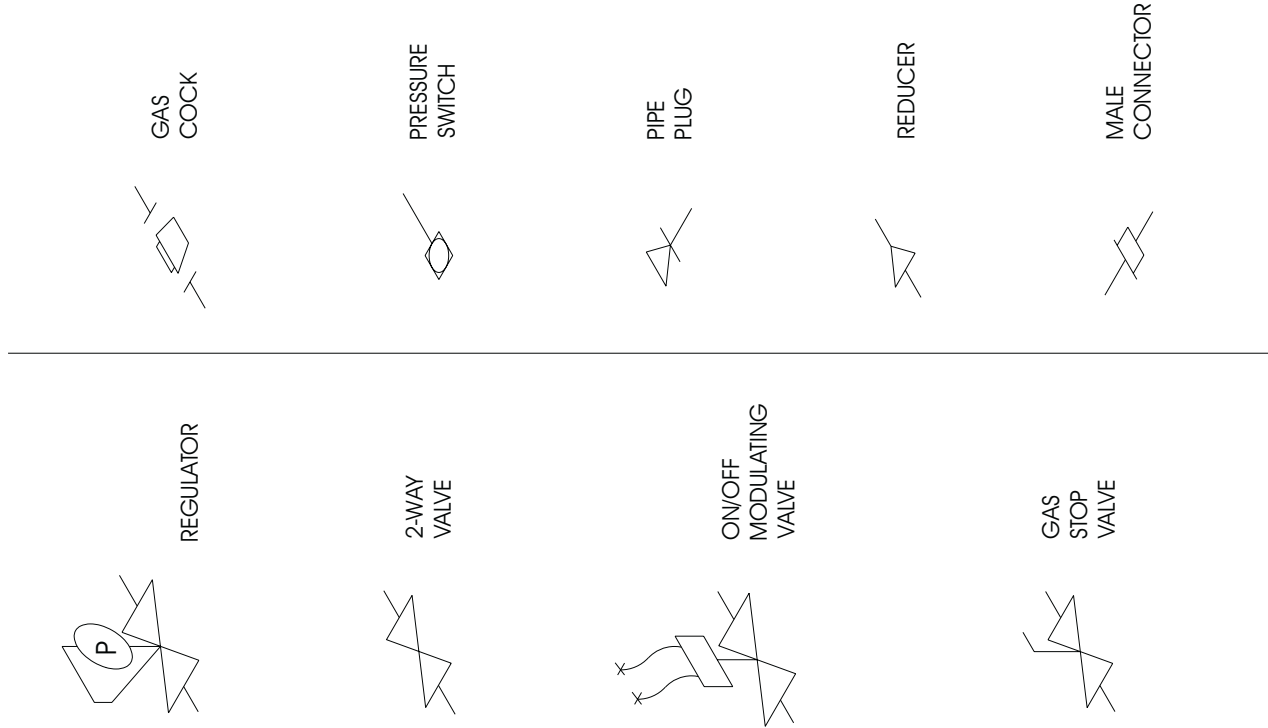 REGULATOR
P
2-WAY
VALVE
ON/OFF
MODULATING
VALVE
GAS
STOP
VALVE
GAS
COCK
PRESSURE
SWITCH
PIPE
PLUG
REDUCER
MALE
CONNECTOR